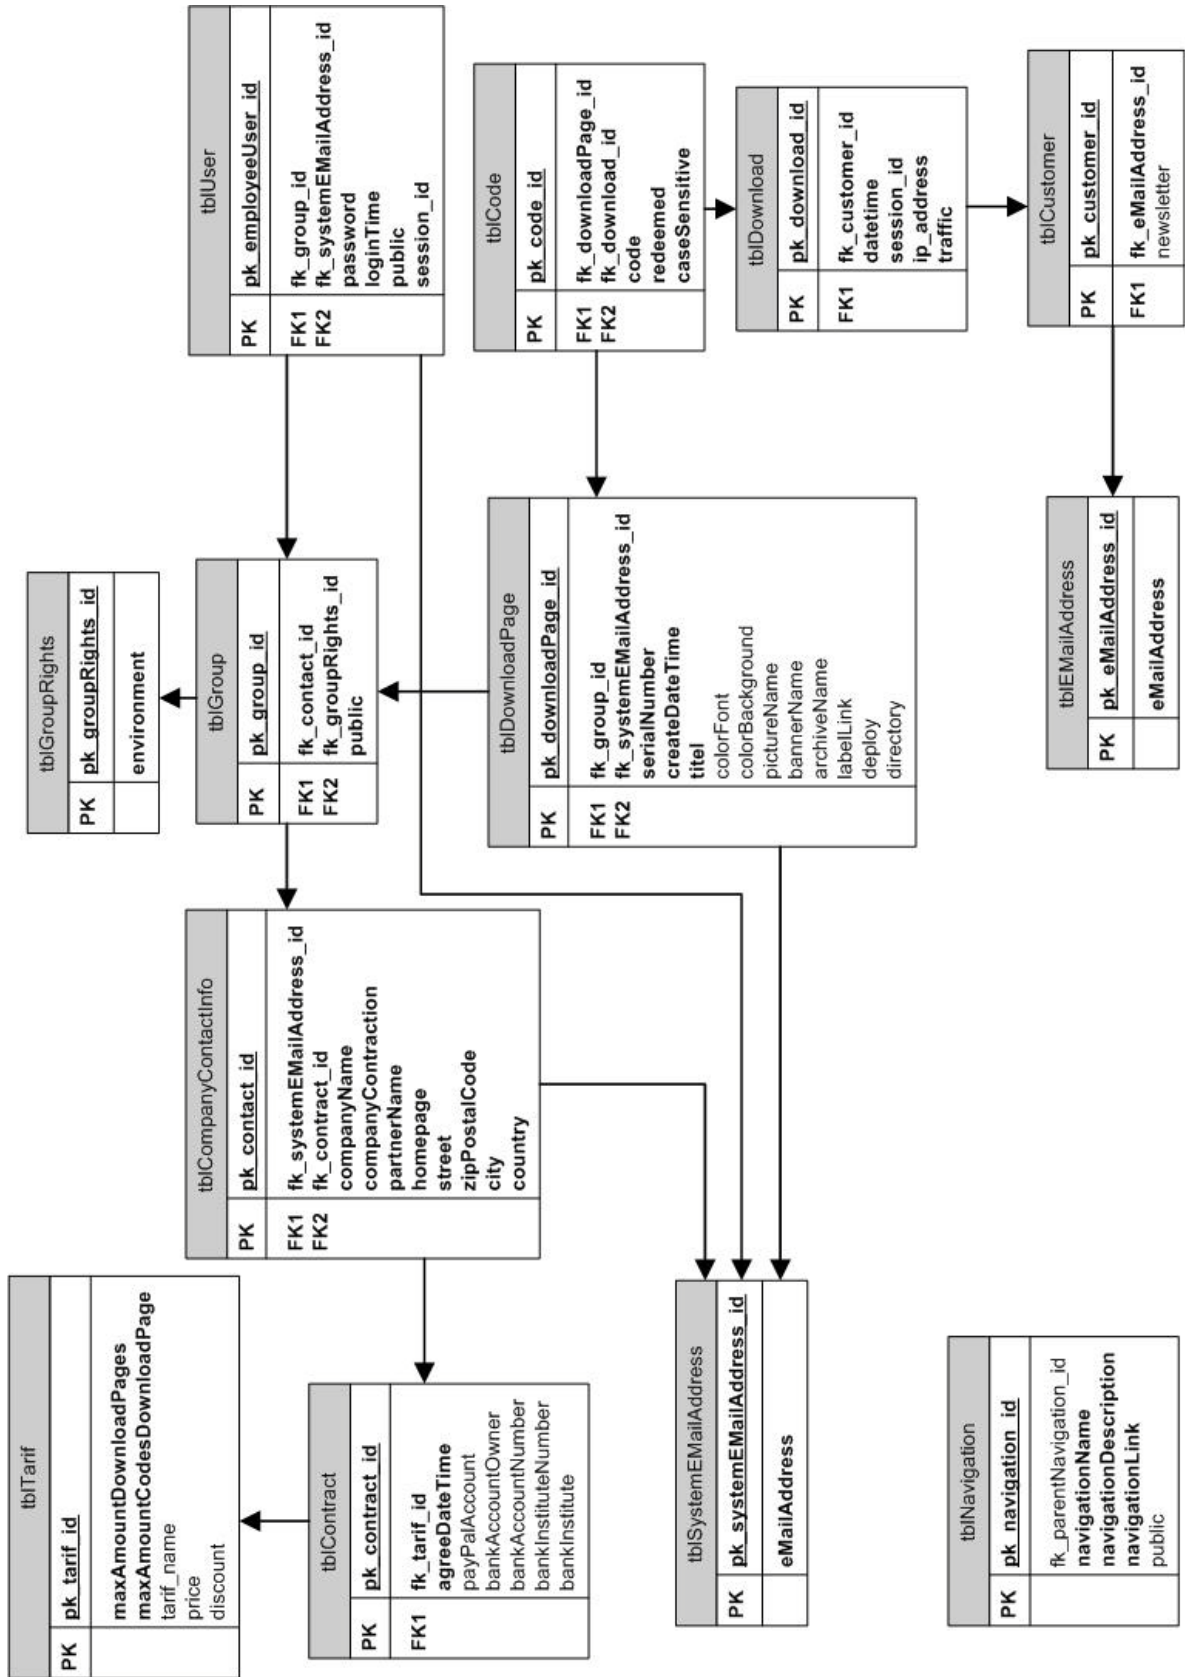 tblTarif
PK pk_tarif_id
maxAmountDownloadPages
maxAmountCodesDownloadPage
tarif_name
price
discount
tblContract
PK pk_contract_id
FK1 fk_tarif_id
agreeDateTime
payPalAccount
bankAccountOwner
bankAccountNumber
bankInstituteNumber
bankInstitute
tblCompanyContactInfo
PK pk_contact_id
FK1 fk_systemEMailAddress_id
FK2 fk_contract_id
companyName
companyContraction
partnerName
homepage
street
zipPostalCode
city
country
tblGroupRights
PK pk_groupRights_id
environment
tblGroup
PK pk_group_id
FK1 fk_contact_id
FK2 fk_groupRights_id
public
tblUser
PK pk_employeeUser_id
FK1 fk_group_id
FK2 fk_systemEMailAddress_id
password
loginTime
public
session_id
tblDownloadPage
PK pk_downloadPage_id
FK1 fk_group_id
FK2 fk_systemEMailAddress_id
serialNumber
createDateTime
titel
colorFont
colorBackground
pictureName
bannerName
archiveName
labelLink
deploy
directory
tblCode
PK pk_code_id
FK1 fk_downloadPage_id
FK2 fk_download_id
code
redeemed
caseSensitive
tblDownload
PK pk_download_id
FK1 fk_customer_id
datetime
session_id
ip_address
traffic
tblSystemEMailAddress
PK pk_systemEMailAddress_id
eMailAddress
tblNavigation
PK pk_navigation_id
fk_parentNavigation_id
navigationName
navigationDescription
navigationLink
public
tblEMailAddress
PK pk_eMailAddress_id
eMailAddress
tblCustomer
PK pk_customer_id
FK1 fk_eMailAddress_id
newsletter